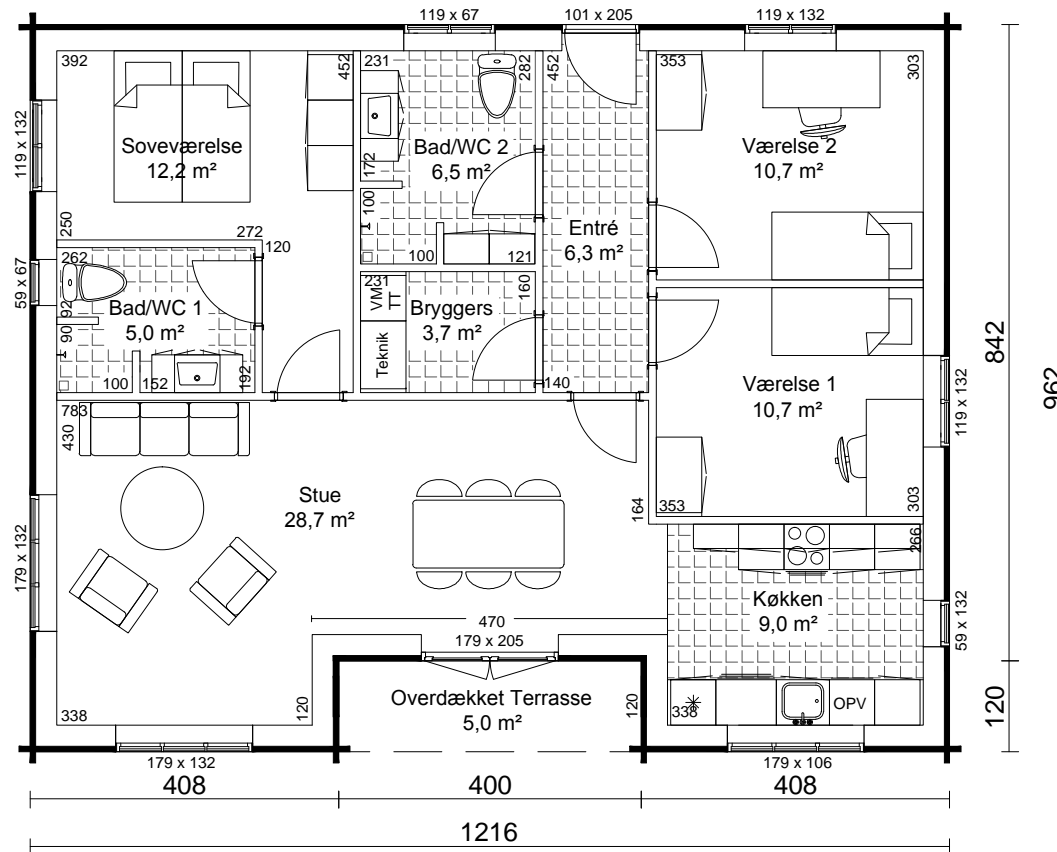 119 x 67
101 x 205
119 x 132
392
452
231
282
452
353
303
119 x 132
Soveværelse
12,2 m²
Bad/WC 2
6,5 m²
Værelse 2
10,7 m²
172
100
250
272
120
100
121
Entré
6,3 m²
59 x 67
262
92
90
Bad/WC 1
5,0 m²
100
152
192
231
VM
TT
Teknik
160
Bryggers
3,7 m²
140
842
962
Værelse 1
10,7 m²
119 x 132
353
303
783
430
Stue
28,7 m²
164
179 x 132
266
Køkken
9,0 m²
59 x 132
470
179 x 205
338
120
Overdækket Terrasse
5,0 m²
120
338
OPV
120
179 x 132
179 x 106
408
400
408
1216